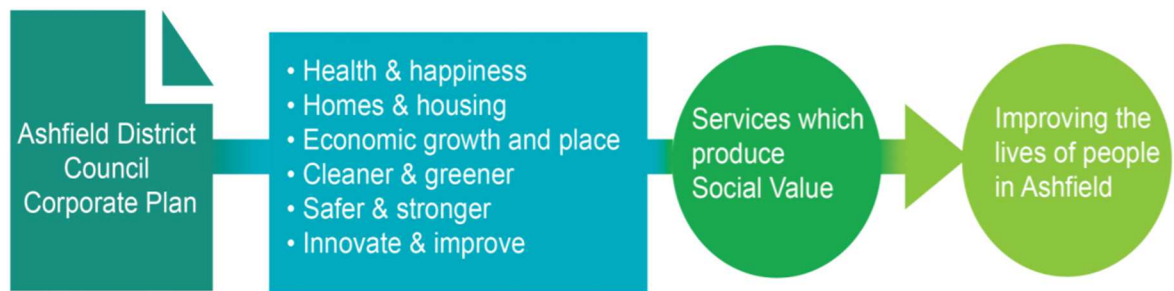 Ashfield District
Council
Corporate Plan
• Health & happiness
• Homes & housing
• Economic growth and place
• Cleaner & greener
• Safer & stronger
• Innovate & improve
Services which
produce
Social Value
Improving the
lives of people
in Ashfield